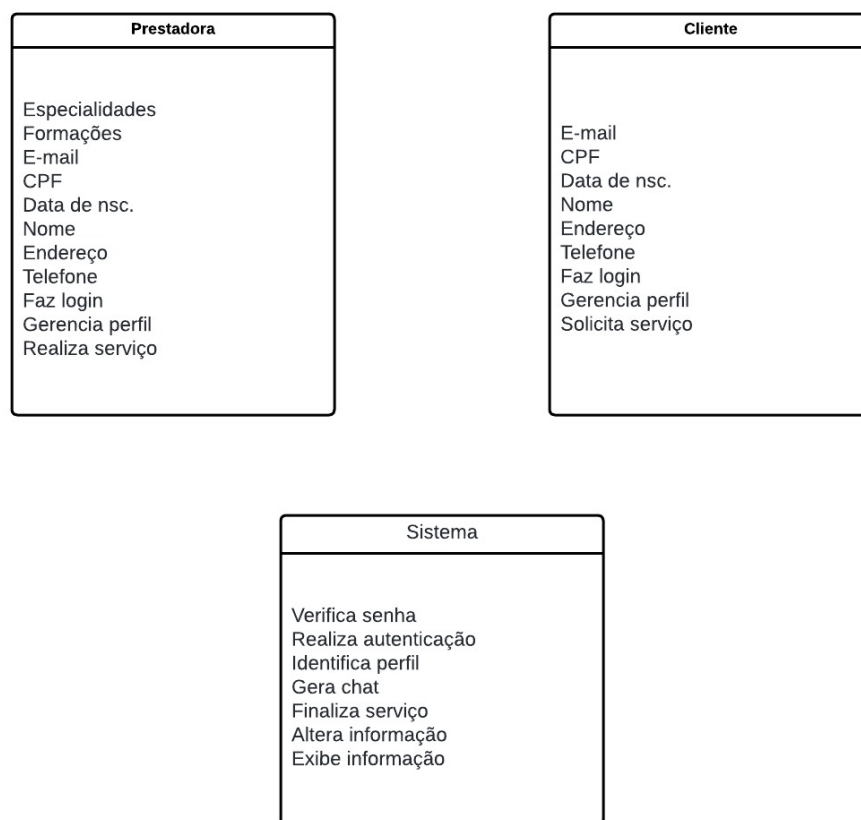 Prestadora
Especialidades
Formações
E-mail
CPF
Data de nsc.
Nome
Endereço
Telefone
Faz login
Gerencia perfil
Realiza serviço
Cliente
E-mail
CPF
Data de nsc.
Nome
Endereço
Telefone
Faz login
Gerencia perfil
Solicita serviço
Sistema
Verifica senha
Realiza autenticação
Identifica perfil
Gera chat
Finaliza serviço
Altera informação
Exibe informação